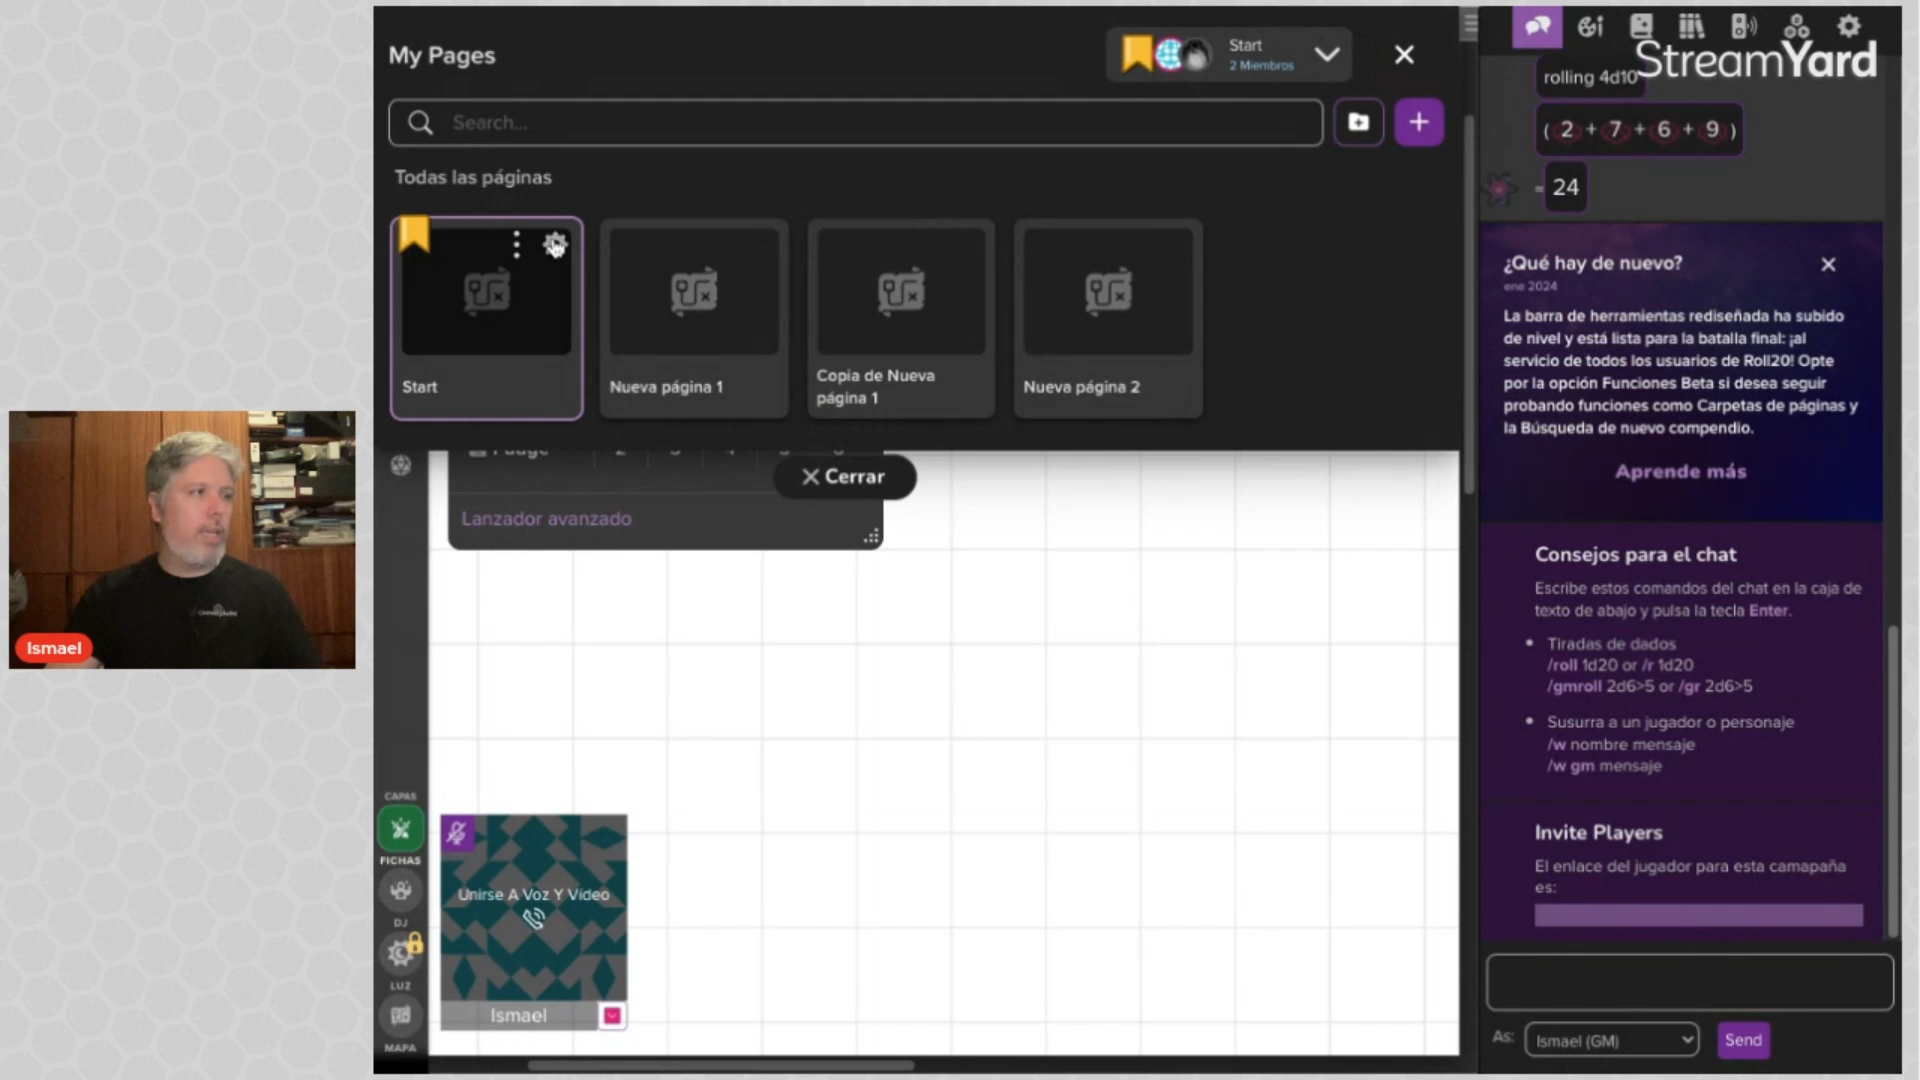 My Pages
Start
2 Miembros
StreamYard
Search...
rolling 4d10
( 2 + 7 + 6 + 9 )
= 24
Todas las páginas
Start
Nueva página 1
Copia de Nueva
página 1
Nueva página 2
Cerrar
Lanzador avanzado
¿Qué hay de nuevo?
ene 2024
La barra de herramientas rediseñada ha subido
de nivel y está lista para la batalla final: ¡al
servicio de todos los usuarios de Roll20! Opte
por la opción Funciones Beta si desea seguir
probando funciones como Carpetas de páginas y
la Búsqueda de nuevo compendio.
Aprende más
Consejos para el chat
Escribe estos comandos del chat en la caja de
texto de abajo y pulsa la tecla Enter.
• Tiradas de dados
/roll 1d20 or /r 1d20
/gmroll 2d6>5 or /gr 2d6>5
• Susurra a un jugador o personaje
/w nombre mensaje
/w gm mensaje
Invite Players
El enlace del jugador para esta camapaña
es:
As:
Ismael (GM)
Send
Ismael
CAPAS
FICHAS
DJ
LUZ
MAPA
Unirse A Voz Y Vídeo
Ismael